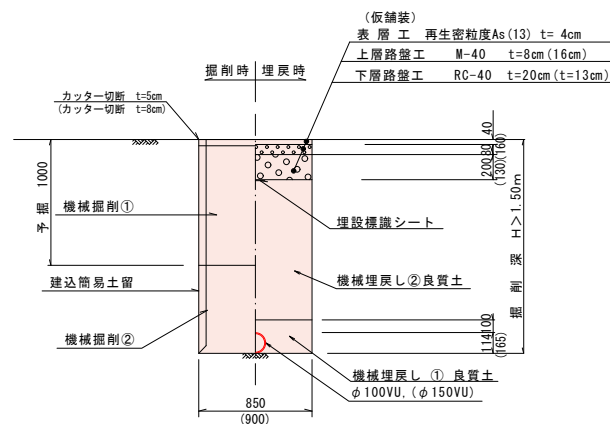 (仮舗装)
表 層 工 再生密粒度As(13) t= 4cm
上層路盤工 M-40 t=8cm(16cm)
下層路盤工 RC-40 t=20cm(t=13cm)
掘削時 埋戻時
カッター切断 t=5cm
(カッター切断 t=8cm)
40
80
(160)
200
(130)
予 掘 1000
機械掘削①
埋設標識シート
掘 削 深 H>1.50m
建込簡易土留
機械埋戻し②良質土
機械掘削②
100
114
(165)
機械埋戻し ① 良質土
φ100VU,(φ150VU)
850
(900)